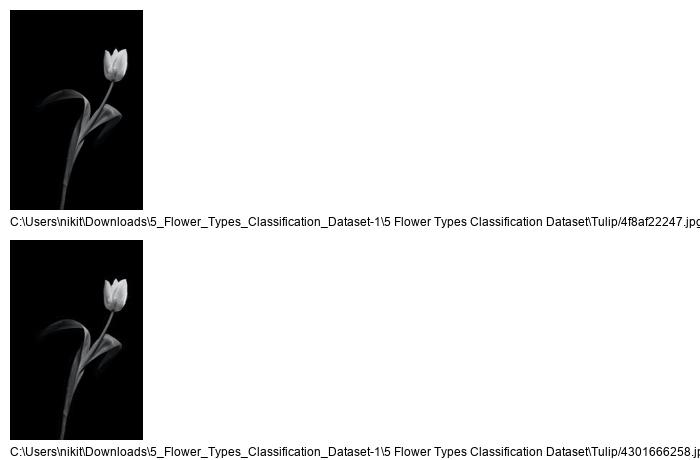 C:\Users\nikit\Downloads\5_Flower_Types_Classification_Dataset-1\5 Flower Types Classification Dataset\Tulip/4f8af22247.jpg
C:\Users\nikit\Downloads\5_Flower_Types_Classification_Dataset-1\5 Flower Types Classification Dataset\Tulip/4301666258.jp